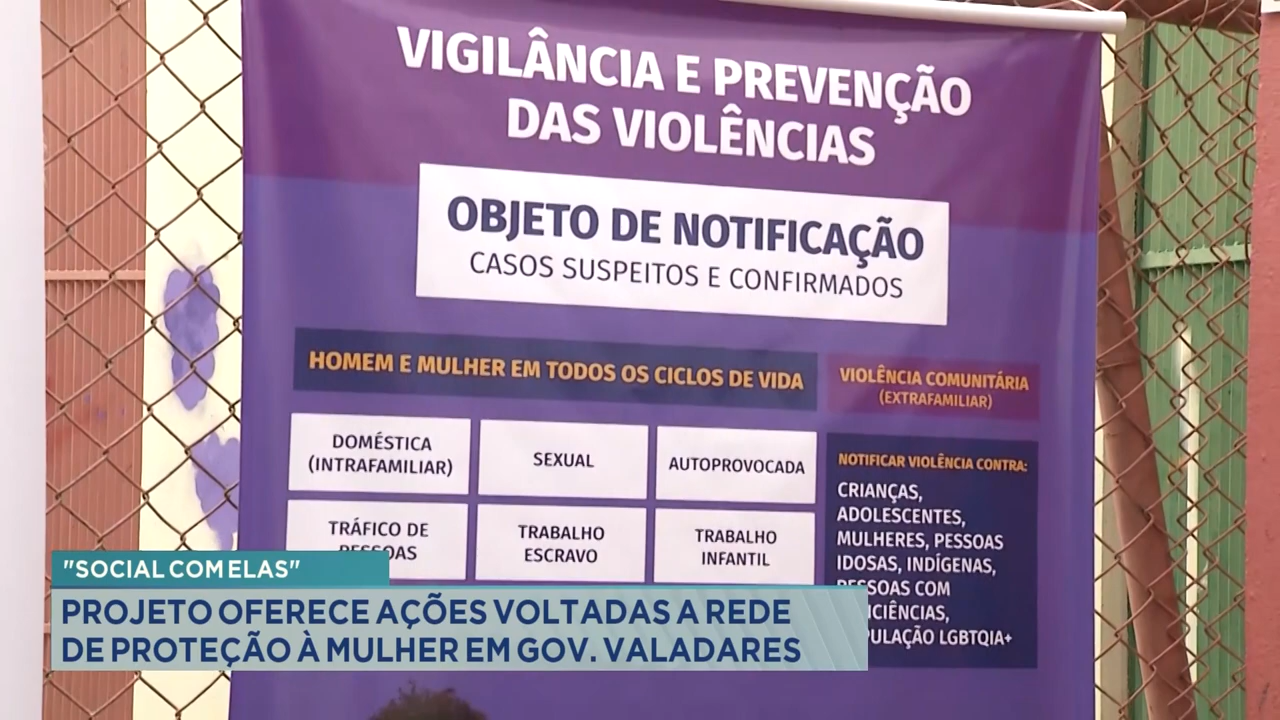 VIGILÂNCIA E PREVENÇÃO
DAS VIOLÊNCIAS
OBJETO DE NOTIFICAÇÃO
CASOS SUSPEITOS E CONFIRMADOS
HOMEM E MULHER EM TODOS OS CICLOS DE VIDA
DOMÉSTICA
(INTRAFAMILIAR)
SEXUAL
AUTOPROVOCADA
TRÁFICO DE
TRABALHO
ESCRAVO
TRABALHO
INFANTIL
VIOLÊNCIA COMUNITÁRIA
(EXTRAFAMILIAR)
NOTIFICAR VIOLÊNCIA CONTRA:
CRIANÇAS,
ADOLESCENTES,
MULHERES, PESSOAS
IDOSAS, INDÍGENAS,
COM
LGBTQIA+
"SOCIAL COM ELAS"
PROJETO OFERECE AÇÕES VOLTADAS A REDE
DE PROTEÇÃO À MULHER EM GOV. VALADARES